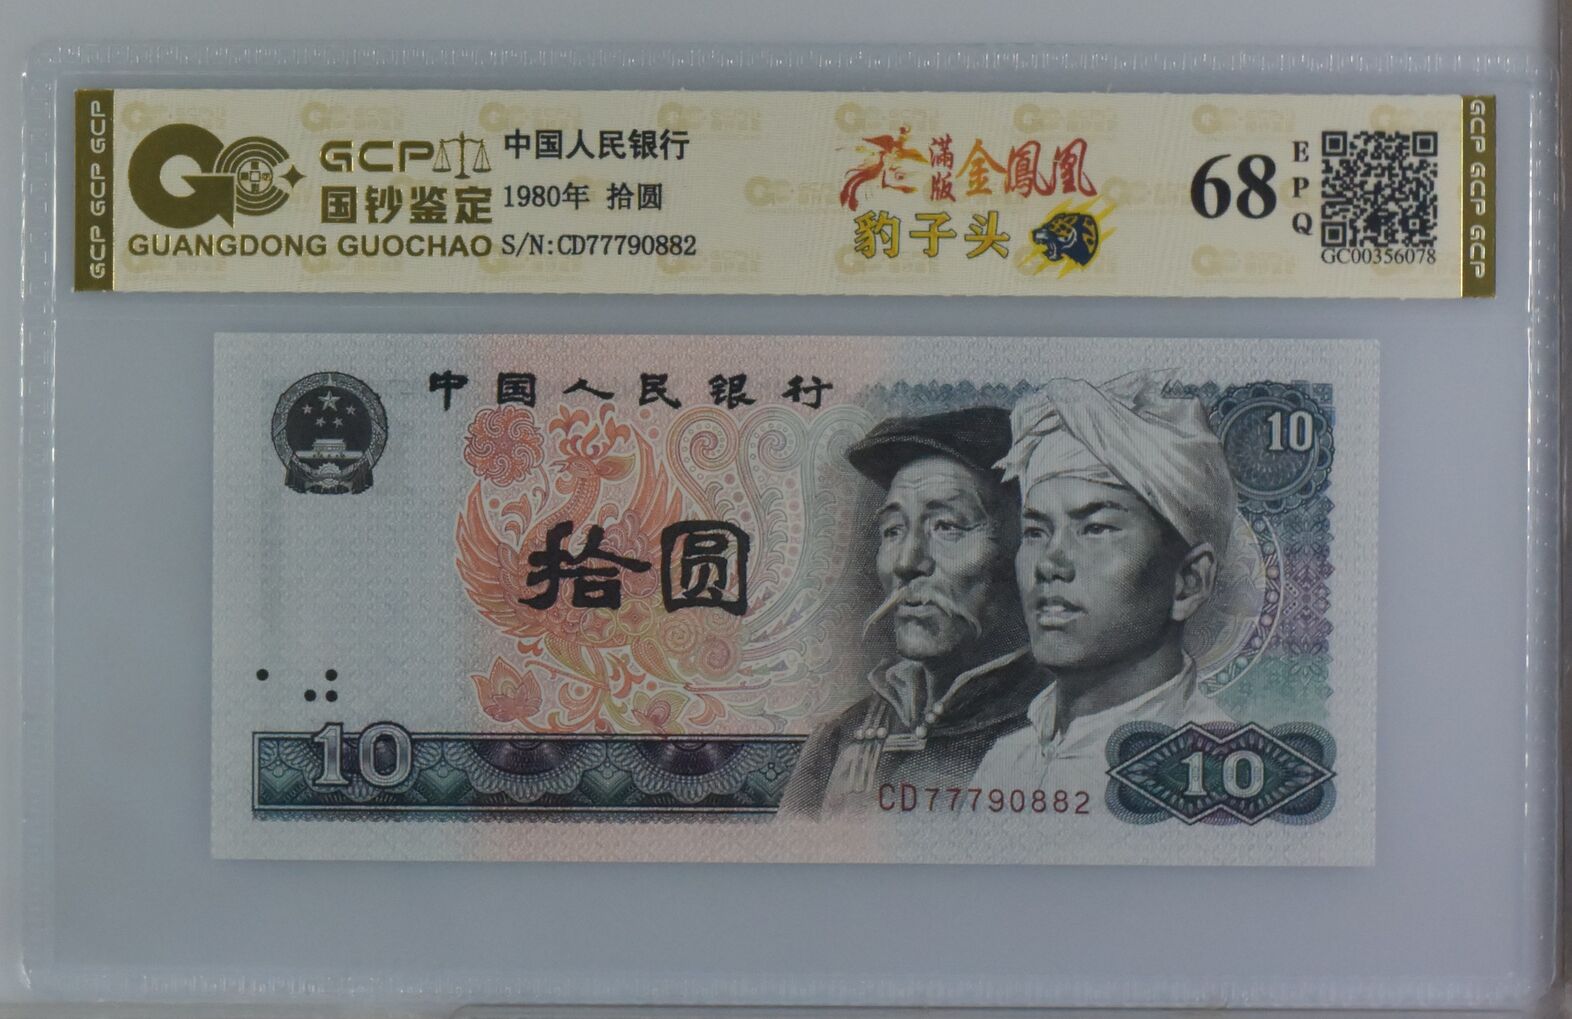 GCP GCP GCP
GCP
国钞鉴定
GUANGDONG GUOCHAO
中国人民银行
1980年 拾圆
S/N:CD77790882
满版 金鳳凰
豹子头
68
EPQ
GC00356078
GCP GCP GCP
中国人民银行
10
拾圆
10
CD77790882
10